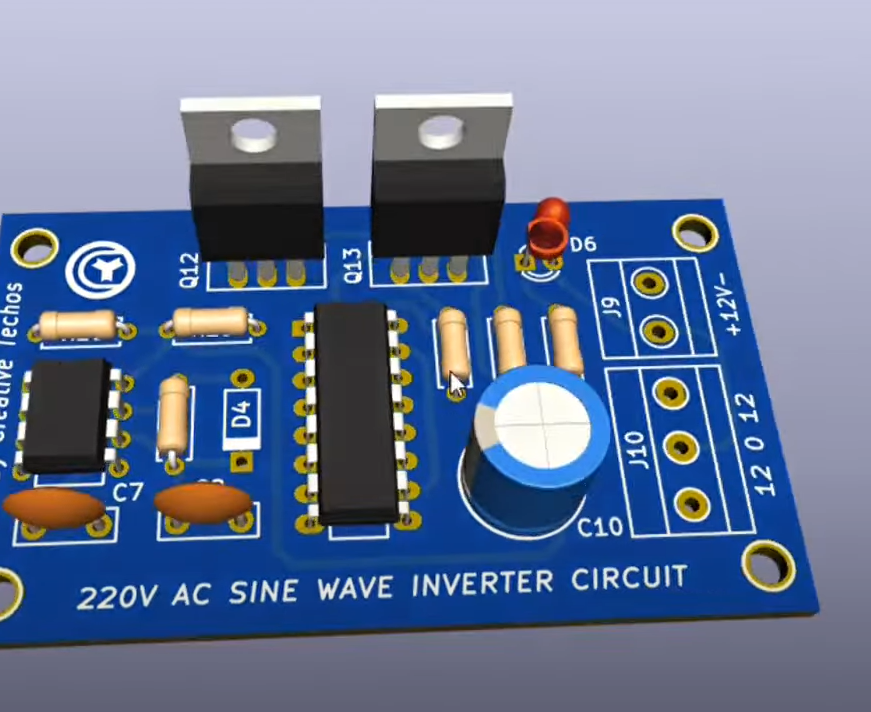 Q12
Q13
D6
J9
+12V-
y Creative Techos
D4
J10
12 0 12
C7
C10
220V AC SINE WAVE INVERTER CIRCUIT